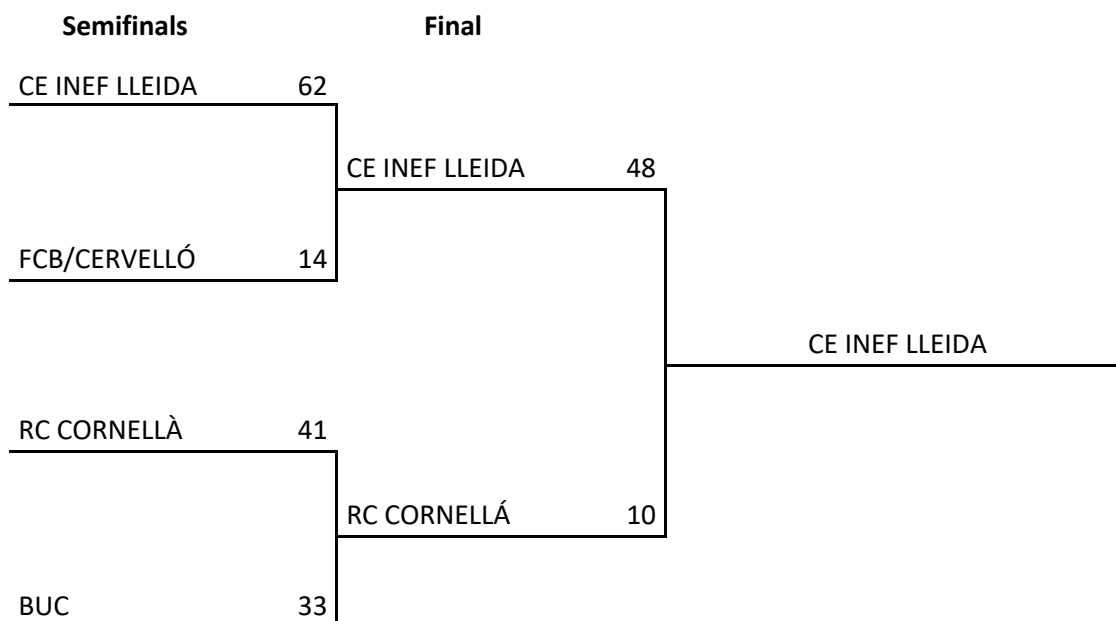 Semifinals Final
CE INEF LLEIDA 62
CE INEF LLEIDA 48
FCB/CERVELLÓ 14
CE INEF LLEIDA
RC CORNELLÀ 41
RC CORNELLÁ 10
BUC 33